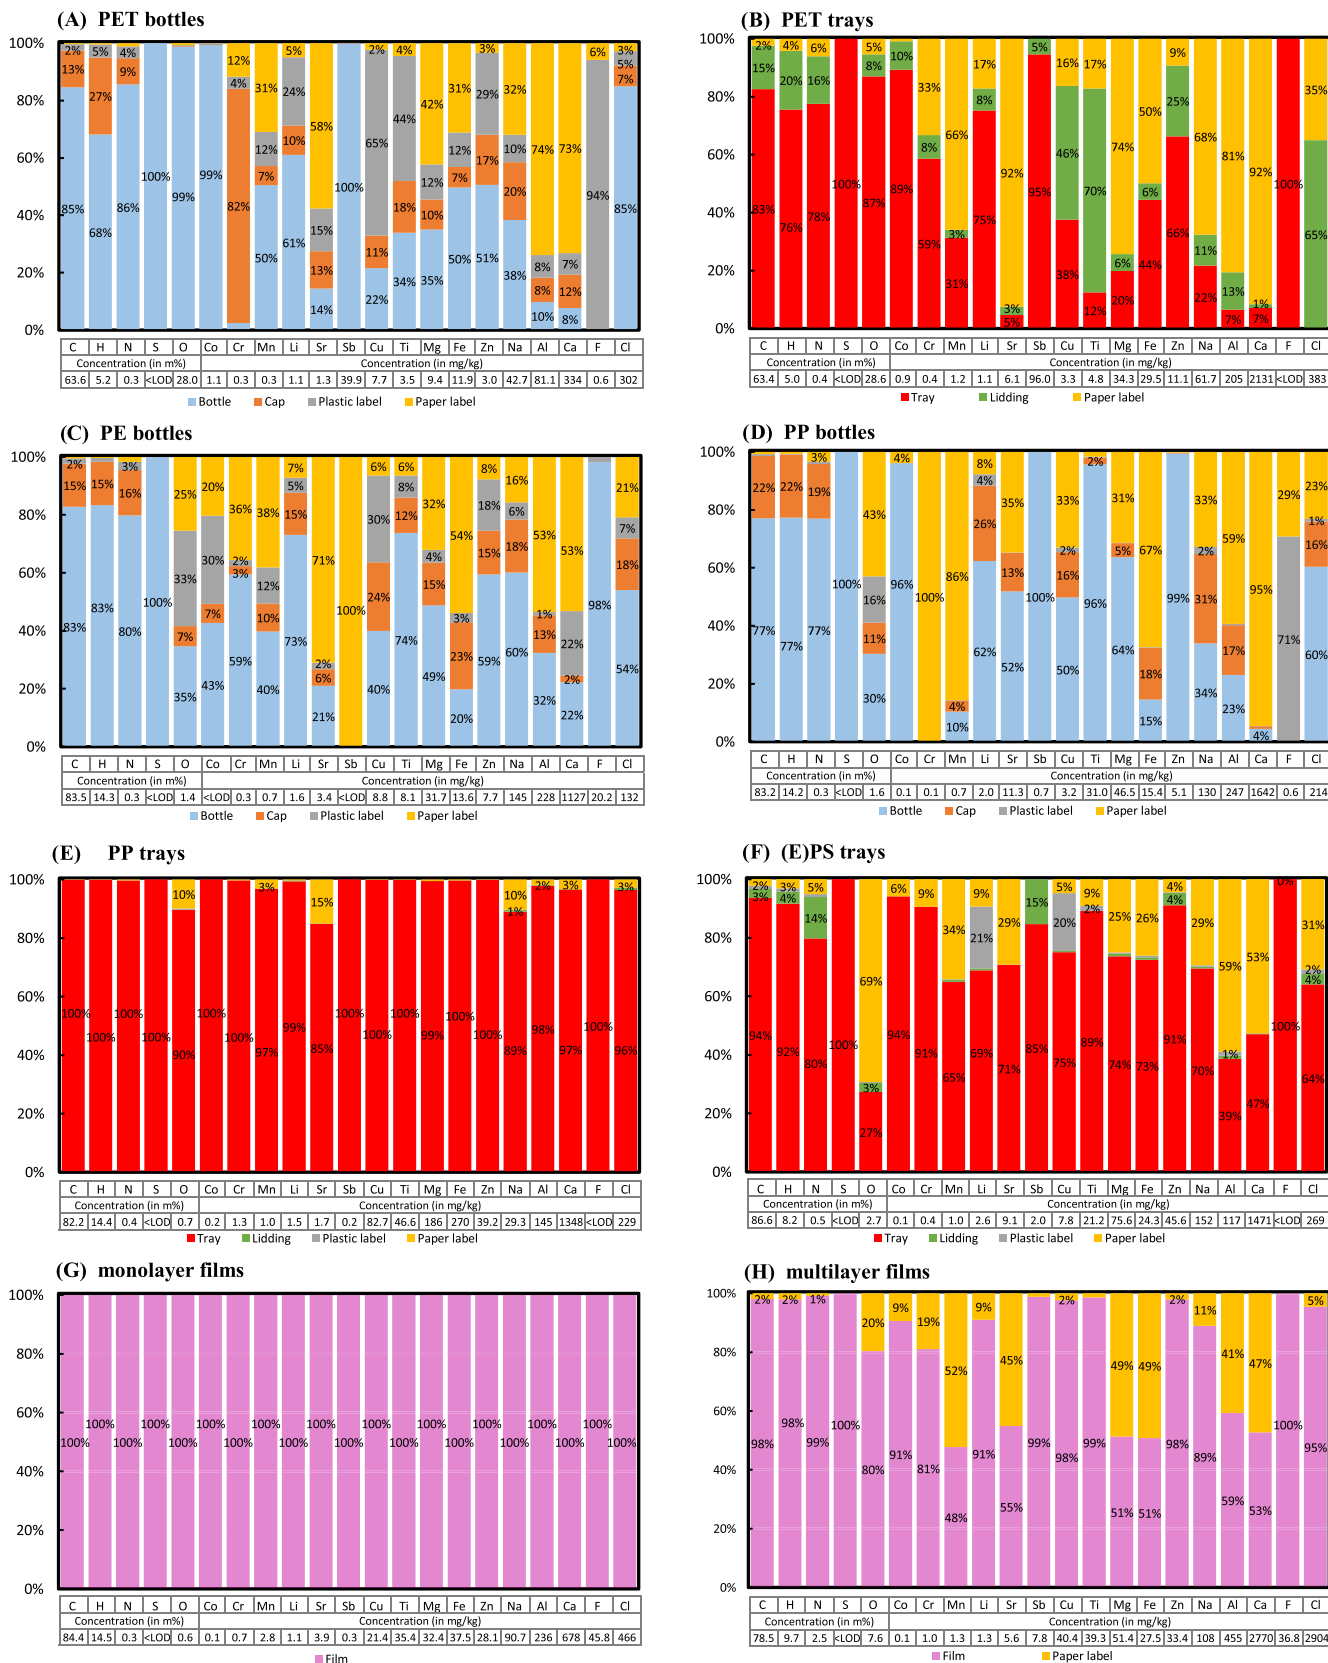 (A) PET bottles
100%
80%
60%
40%
20%
0%
2% 5% 4% 2% 4% 5% 3% 6% 3%
13% 27% 9% 12% 4% 31% 24% 58% 65% 44% 42% 31% 29% 32% 74% 73% 5% 7%
12% 7% 10% 15% 13% 11% 18% 12% 10% 12% 7% 17% 10% 20% 8% 8% 7% 12% 94%
85% 68% 86% 100% 99% 99% 82% 50% 61% 14% 100% 22% 34% 35% 50% 51% 38% 10% 8% 85%
C H N S O Co Cr Mn Li Sr Sb Cu Ti Mg Fe Zn Na Al Ca F Cl
Concentration (in m%) Concentration (in mg/kg)
63.6 5.2 0.3 <LOD 28.0 1.1 0.3 0.3 1.1 1.3 39.9 7.7 3.5 9.4 11.9 3.0 42.7 81.1 334 0.6 302
Bottle Cap Plastic label Paper label
(B) PET trays
100%
80%
60%
40%
20%
0%
2% 4% 6% 5% 33% 66% 17% 92% 16% 17% 74% 50% 9% 68% 81% 92% 35%
15% 20% 16% 8% 10% 8% 3% 8% 3% 5% 46% 70% 6% 6% 25% 11% 13% 1% 65%
83% 76% 78% 100% 87% 89% 59% 31% 75% 5% 95% 38% 12% 20% 44% 66% 22% 7% 7% 100%
C H N S O Co Cr Mn Li Sr Sb Cu Ti Mg Fe Zn Na Al Ca F Cl
Concentration (in m%) Concentration (in mg/kg)
63.4 5.0 0.4 <LOD 28.6 0.9 0.4 1.2 1.1 6.1 96.0 3.3 4.8 34.3 29.5 11.1 61.7 205 2131 <LOD 383
Tray Lidding Paper label
(C) PE bottles
100%
80%
60%
40%
20%
0%
25% 20% 36% 38% 7% 71% 100% 6% 6% 32% 54% 8% 16% 53% 53% 21%
2% 3% 33% 30% 2% 12% 5% 2% 30% 8% 4% 3% 18% 6% 1% 22% 7%
15% 15% 16% 7% 7% 3% 10% 15% 6% 24% 12% 15% 23% 15% 18% 13% 2% 18%
83% 83% 80% 100% 35% 43% 59% 40% 73% 21% 40% 74% 49% 20% 59% 60% 32% 22% 98% 54%
C H N S O Co Cr Mn Li Sr Sb Cu Ti Mg Fe Zn Na Al Ca F Cl
Concentration (in m%) Concentration (in mg/kg)
83.5 14.3 0.3 <LOD 1.4 <LOD 0.3 0.7 1.6 3.4 <LOD 8.8 8.1 31.7 13.6 7.7 145 228 1127 20.2 132
Bottle Cap Plastic label Paper label
(D) PP bottles
100%
80%
60%
40%
20%
0%
3% 43% 4% 100% 86% 8% 35% 33% 31% 67% 33% 59% 95% 29% 23%
16% 4% 2% 2% 71% 1%
22% 22% 19% 11% 4% 26% 13% 16% 2% 5% 18% 31% 17% 16%
77% 77% 77% 100% 30% 96% 10% 62% 52% 100% 50% 96% 64% 15% 99% 34% 23% 4% 60%
C H N S O Co Cr Mn Li Sr Sb Cu Ti Mg Fe Zn Na Al Ca F Cl
Concentration (in m%) Concentration (in mg/kg)
83.2 14.2 0.3 <LOD 1.6 0.1 0.1 0.7 2.0 11.3 0.7 3.2 31.0 46.5 15.4 5.1 130 247 1642 0.6 214
Bottle Cap Plastic label Paper label
(E) PP trays
100%
80%
60%
40%
20%
0%
10% 3% 15% 10% 2% 3% 3%
1%
100% 100% 100% 100% 90% 100% 100% 97% 99% 85% 100% 100% 100% 99% 100% 100% 89% 98% 97% 100% 96%
C H N S O Co Cr Mn Li Sr Sb Cu Ti Mg Fe Zn Na Al Ca F Cl
Concentration (in m%) Concentration (in mg/kg)
82.2 14.4 0.4 <LOD 0.7 0.2 1.3 1.0 1.5 1.7 0.2 82.7 46.6 186 270 39.2 29.3 145 1348 <LOD 229
Tray Lidding Plastic label Paper label
(F) (E)PS trays
100%
80%
60%
40%
20%
0%
2% 3% 5% 69% 6% 9% 34% 9% 29% 5% 9% 25% 26% 4% 29% 59% 53% 0% 31%
21% 20% 2% 2%
3% 4% 14% 3% 15% 4% 1% 4%
94% 92% 80% 100% 27% 94% 91% 65% 69% 71% 85% 75% 89% 74% 73% 91% 70% 39% 47% 100% 64%
C H N S O Co Cr Mn Li Sr Sb Cu Ti Mg Fe Zn Na Al Ca F Cl
Concentration (in m%) Concentration (in mg/kg)
86.6 8.2 0.5 <LOD 2.7 0.1 0.4 1.0 2.6 9.1 2.0 7.8 21.2 75.6 24.3 45.6 152 117 1471 <LOD 269
Tray Lidding Plastic label Paper label
(G) monolayer films
100%
80%
60%
40%
20%
0%
100% 100% 100% 100% 100% 100% 100% 100% 100% 100%
100% 100% 100% 100% 100% 100% 100% 100% 100% 100% 100%
C H N S O Co Cr Mn Li Sr Sb Cu Ti Mg Fe Zn Na Al Ca F Cl
Concentration (in m%) Concentration (in mg/kg)
84.4 14.5 0.3 <LOD 0.6 0.1 0.7 2.8 1.1 3.9 0.3 21.4 35.4 32.4 37.5 28.1 90.7 236 678 45.8 466
Film
(H) multilayer films
100%
80%
60%
40%
20%
0%
2% 2% 1% 20% 9% 19% 52% 9% 45% 2% 49% 49% 2% 11% 41% 47% 5%
98% 98% 99% 100% 80% 91% 81% 48% 91% 55% 99% 98% 99% 51% 51% 98% 89% 59% 53% 100% 95%
C H N S O Co Cr Mn Li Sr Sb Cu Ti Mg Fe Zn Na Al Ca F Cl
Concentration (in m%) Concentration (in mg/kg)
78.5 9.7 2.5 <LOD 7.6 0.1 1.0 1.3 1.3 5.6 7.8 40.4 39.3 51.4 27.5 33.4 108 455 2770 36.8 2904
Film Paper label